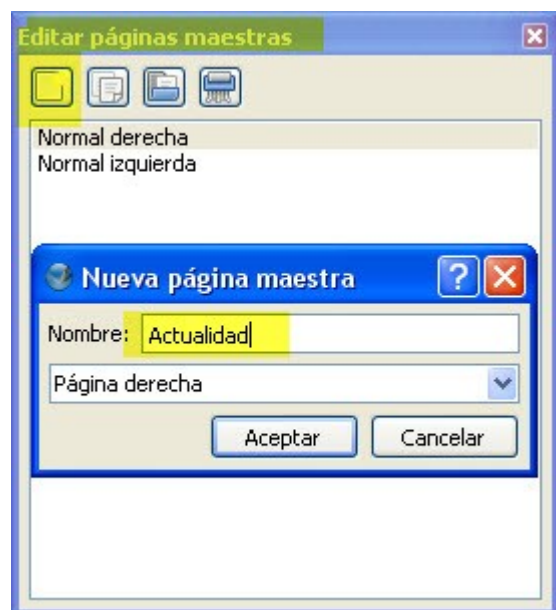 Editar páginas maestras
Normal derecha
Normal izquierda
Nueva página maestra
Nombre: Actualidad
Página derecha
Aceptar Cancelar